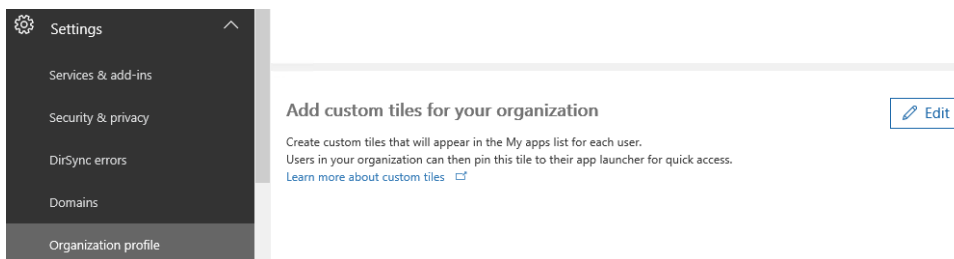 Settings
Services & add-ins
Security & privacy
DirSync errors
Domains
Organization profile
Add custom tiles for your organization
Edit
Create custom tiles that will appear in the My apps list for each user.
Users in your organization can then pin this tile to their app launcher for quick access.
Learn more about custom tiles